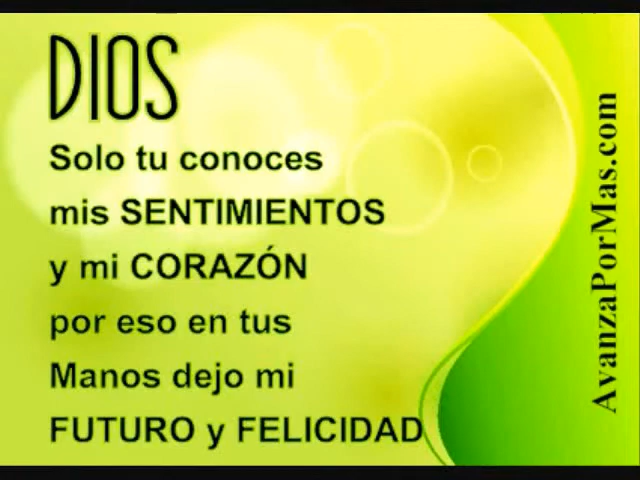 DIOS
Solo tu conoces
mis SENTIMIENTOS
y mi CORAZÓN
por eso en tus
Manos dejo mi
FUTURO y FELICIDAD
AvanzaPorMas.com